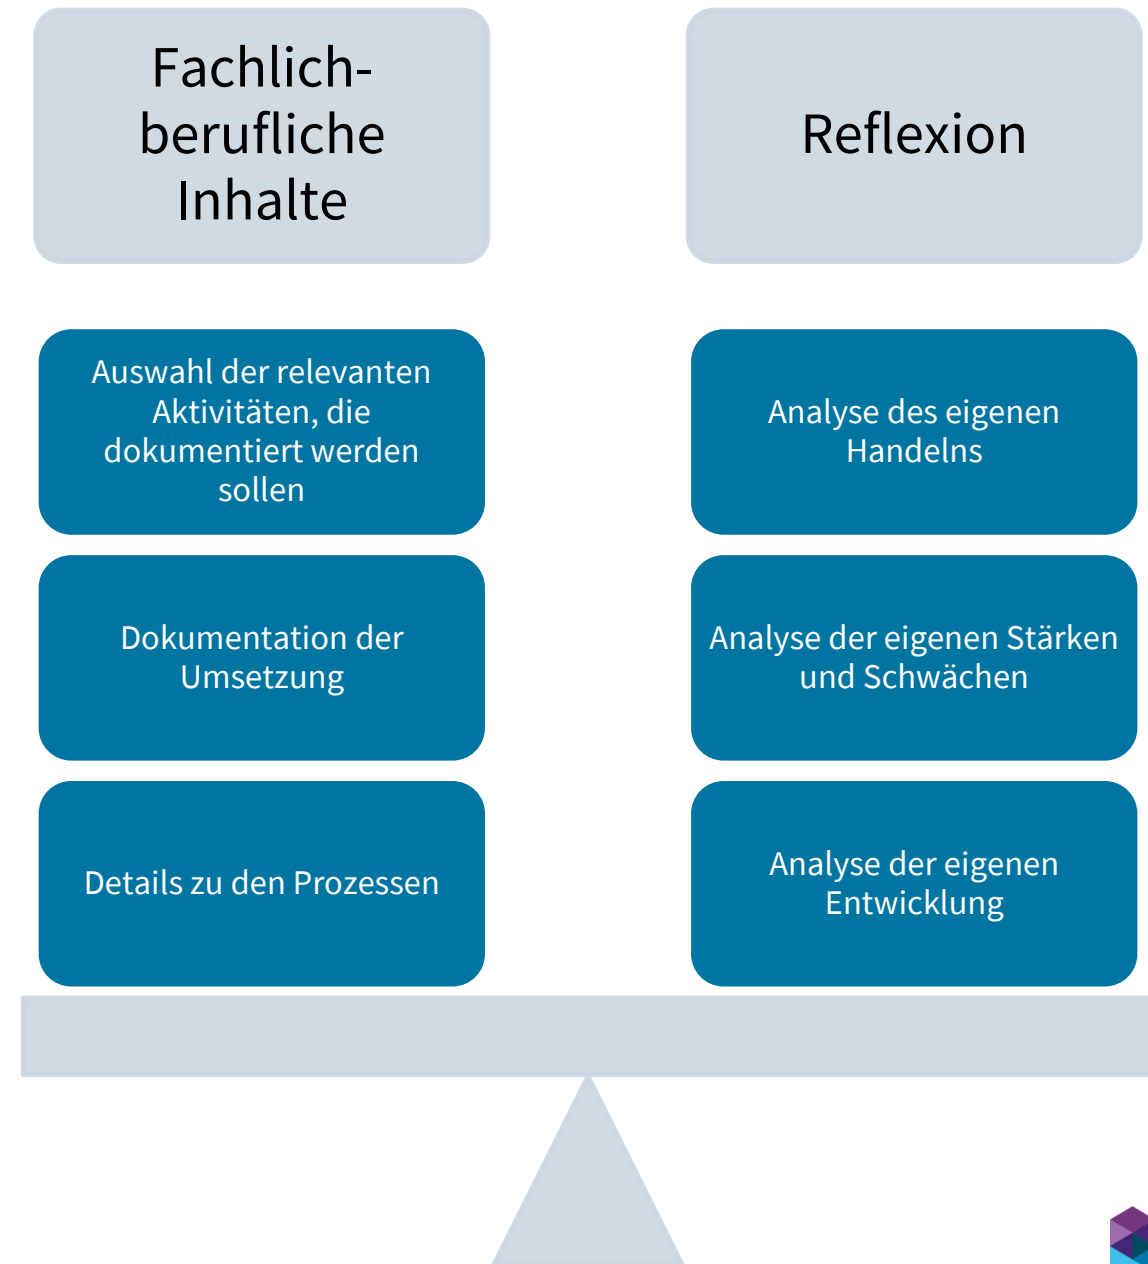 Fachlich-
berufliche
Inhalte
Auswahl der relevanten
Aktivitäten, die
dokumentiert werden
sollen
Dokumentation der
Umsetzung
Details zu den Prozessen
Reflexion
Analyse des eigenen
Handelns
Analyse der eigenen Stärken
und Schwächen
Analyse der eigenen
Entwicklung